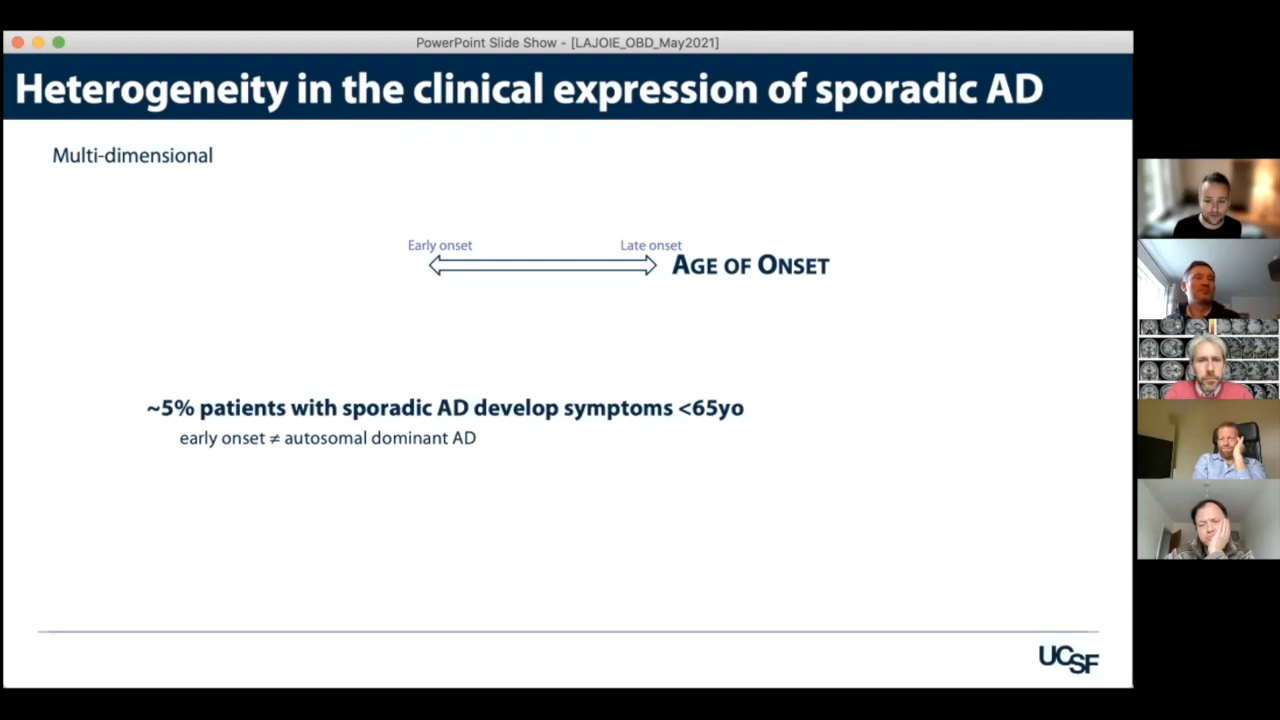 PowerPoint Slide Show - [LAJOIE_OBD_May2021]
Heterogeneity in the clinical expression of sporadic AD
Multi-dimensional
Early onset
Late onset
AGE OF ONSET
~5% patients with sporadic AD develop symptoms <65yo
early onset ≠ autosomal dominant AD
UCSF